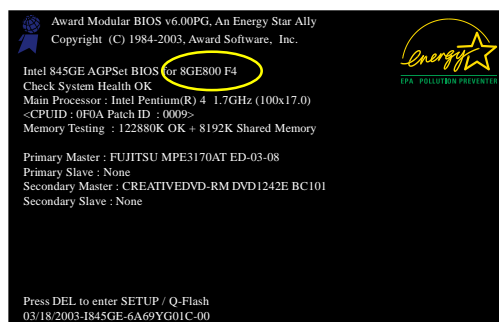 Award Modular BIOS v6.00PG, An Energy Star Ally
Copyright (C) 1984-2003, Award Software, Inc.
energy
EPA POLLUTION PREVENTER
Intel 845GE AGPSet BIOS for 8GE800 F4
Check System Health OK
Main Processor : Intel Pentium(R) 4 1.7GHz (100x17.0)
<CPUID : 0F0A Patch ID : 0009>
Memory Testing : 122880K OK + 8192K Shared Memory
Primary Master : FUJITSU MPE3170AT ED-03-08
Primary Slave : None
Secondary Master : CREATIVEDVD-RM DVD1242E BC101
Secondary Slave : None
Press DEL to enter SETUP / Q-Flash
03/18/2003-I845GE-6A69YG01C-00